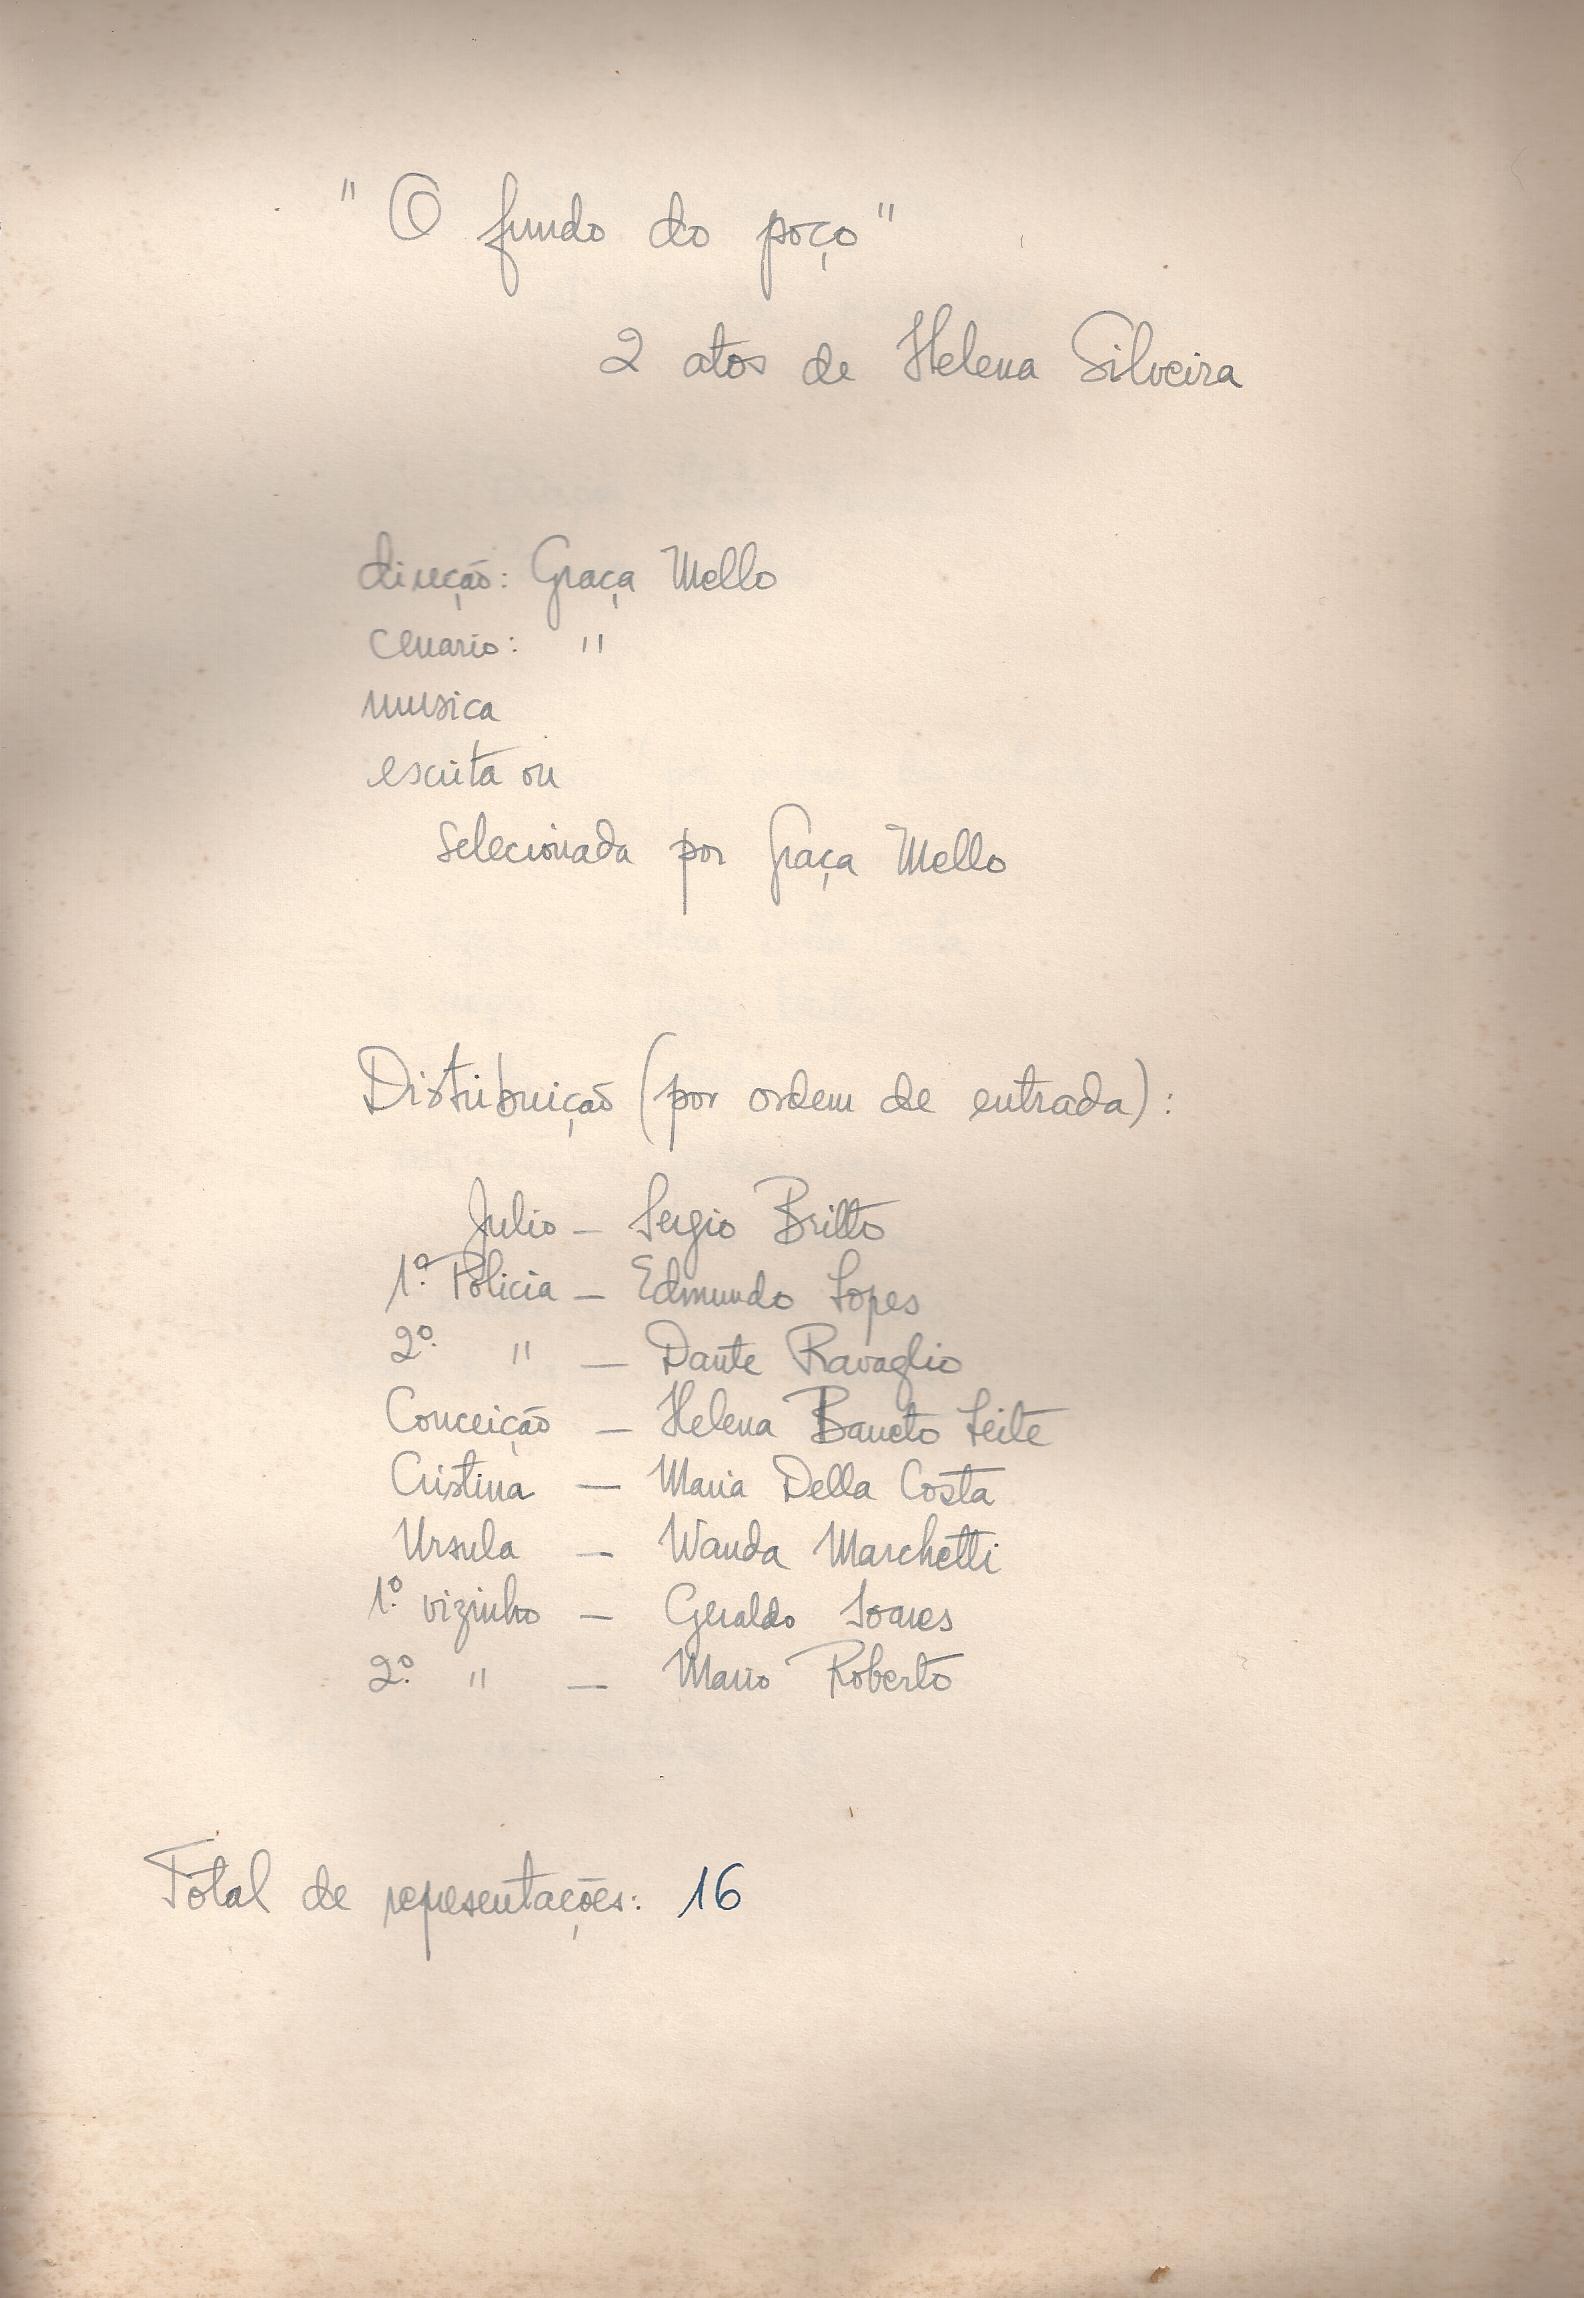 "O fundo do poço"
2 atos de Helena Silveira
direção: Graça Mello
cenario: "
musica
escrita ou
selecionada por Graça Mello
Distribuição (por ordem de entrada):
Julio — Sergio Britto
1º. Policia — Edmundo Lopes
2º. " — Dante Ravaglio
Conceição — Helena Barreto Leite
Cristina — Maria Della Costa
Ursula — Wanda Marchetti
1º. vizinho — Geraldo Soares
2º. " — Mario Roberto
Total de representações: 16